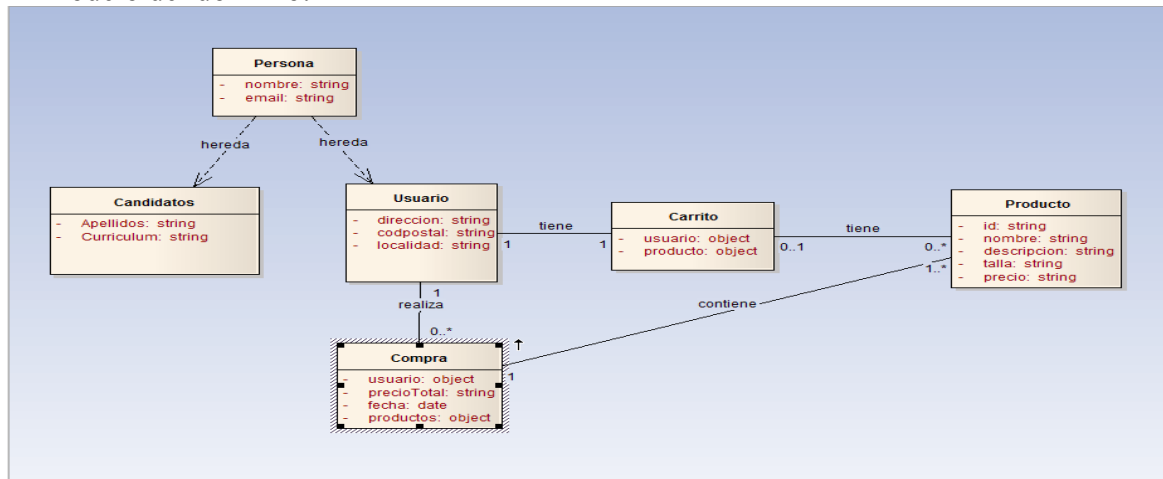 Persona
- nombre: string
- email: string
hereda
hereda
Candidatos
- Apellidos: string
- Curriculum: string
Usuario
- direccion: string
- codpostal: string
- localidad: string
1
tiene
1
Carrito
- usuario: object
- producto: object
0..1
tiene
0..*
Producto
- id: string
- nombre: string
- descripcion: string
- talla: string
- precio: string
1..*
1
realiza
0..*
contiene
1
Compra
- usuario: object
- precioTotal: string
- fecha: date
- productos: object